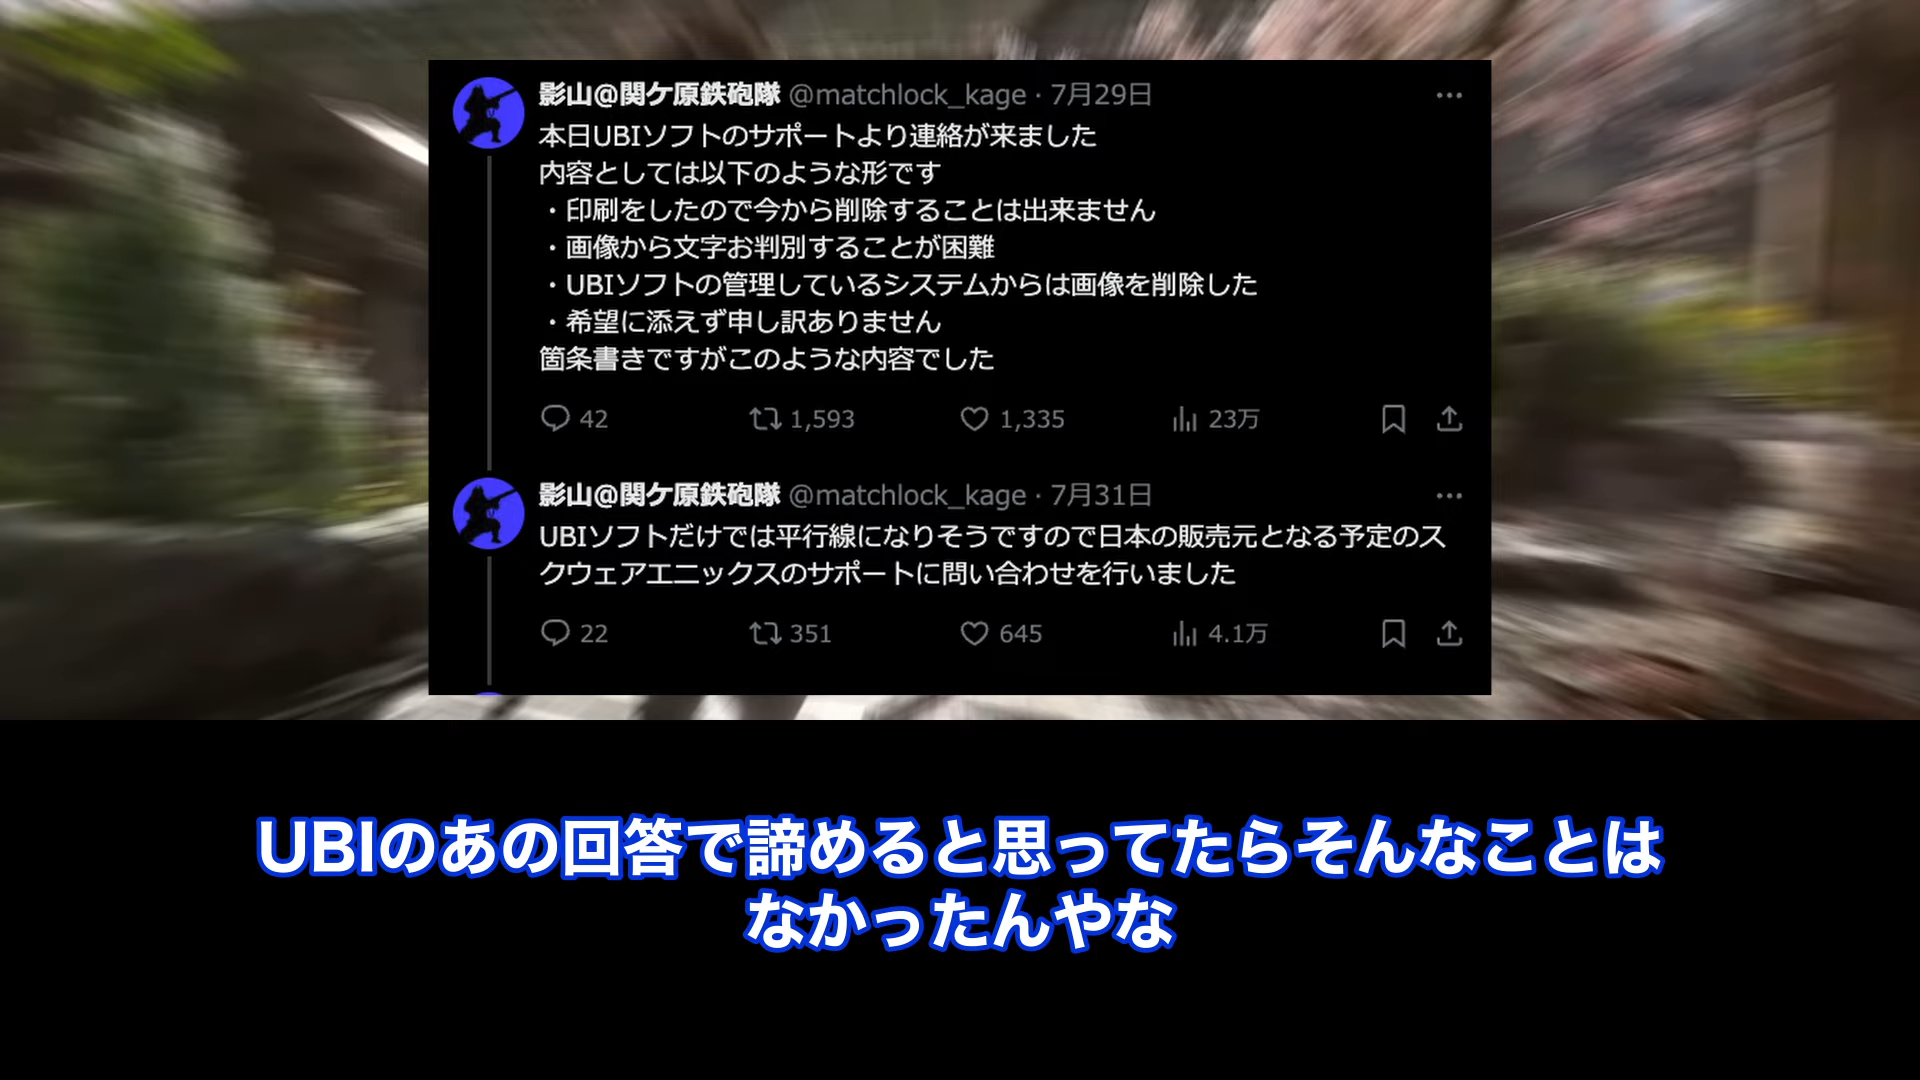 影山@関ケ原鉄砲隊 @matchlock_kage · 7月29日
本日UBIソフトのサポートより連絡が来ました
内容としては以下のような形です
・印刷をしたので今から削除することは出来ません
・画像から文字お判別することが困難
・UBIソフトの管理しているシステムからは画像を削除した
・希望に添えず申し訳ありません
箇条書きですがこのような内容でした
42 1,593 1,335 23万
影山@関ケ原鉄砲隊 @matchlock_kage · 7月31日
UBIソフトだけでは平行線になりそうですので日本の販売元となる予定のス
クウェアエニックスのサポートに問い合わせを行いました
22 351 645 4.1万
UBIのあの回答で諦めると思ってたらそんなことは
なかったんやな